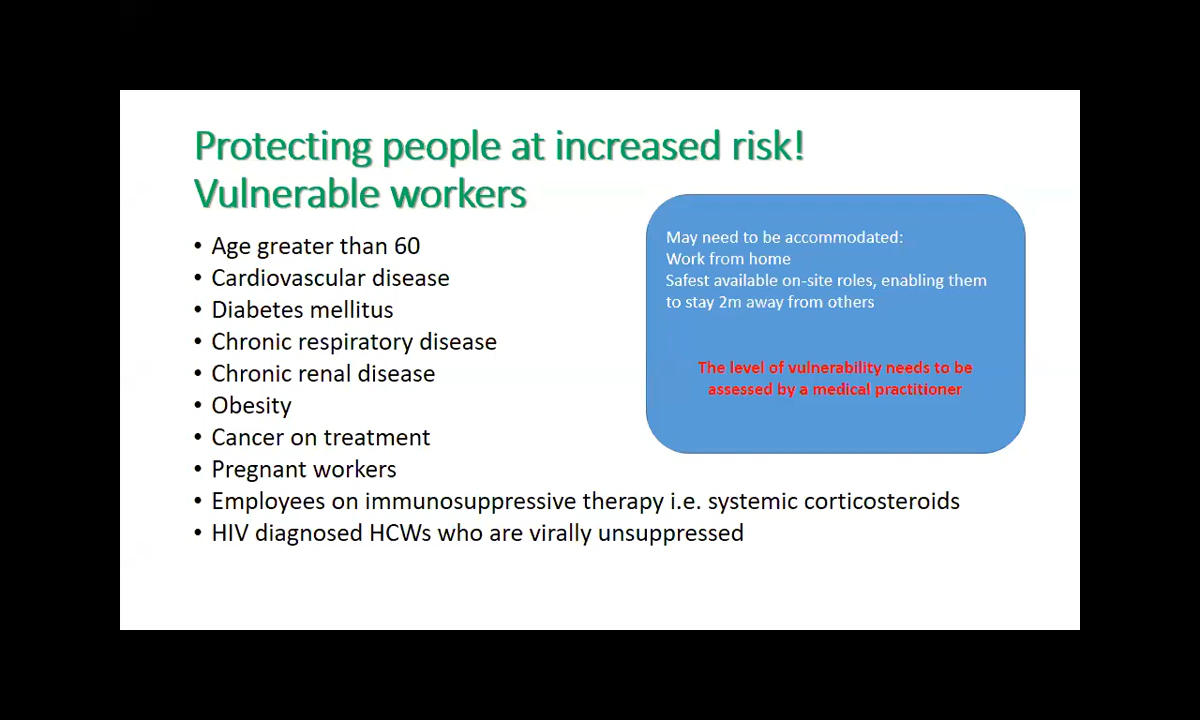 Protecting people at increased risk!
Vulnerable workers
• Age greater than 60
• Cardiovascular disease
• Diabetes mellitus
• Chronic respiratory disease
• Chronic renal disease
• Obesity
• Cancer on treatment
• Pregnant workers
• Employees on immunosuppressive therapy i.e. systemic corticosteroids
• HIV diagnosed HCWs who are virally unsuppressed
May need to be accommodated:
Work from home
Safest available on-site roles, enabling them
to stay 2m away from others
The level of vulnerability needs to be
assessed by a medical practitioner